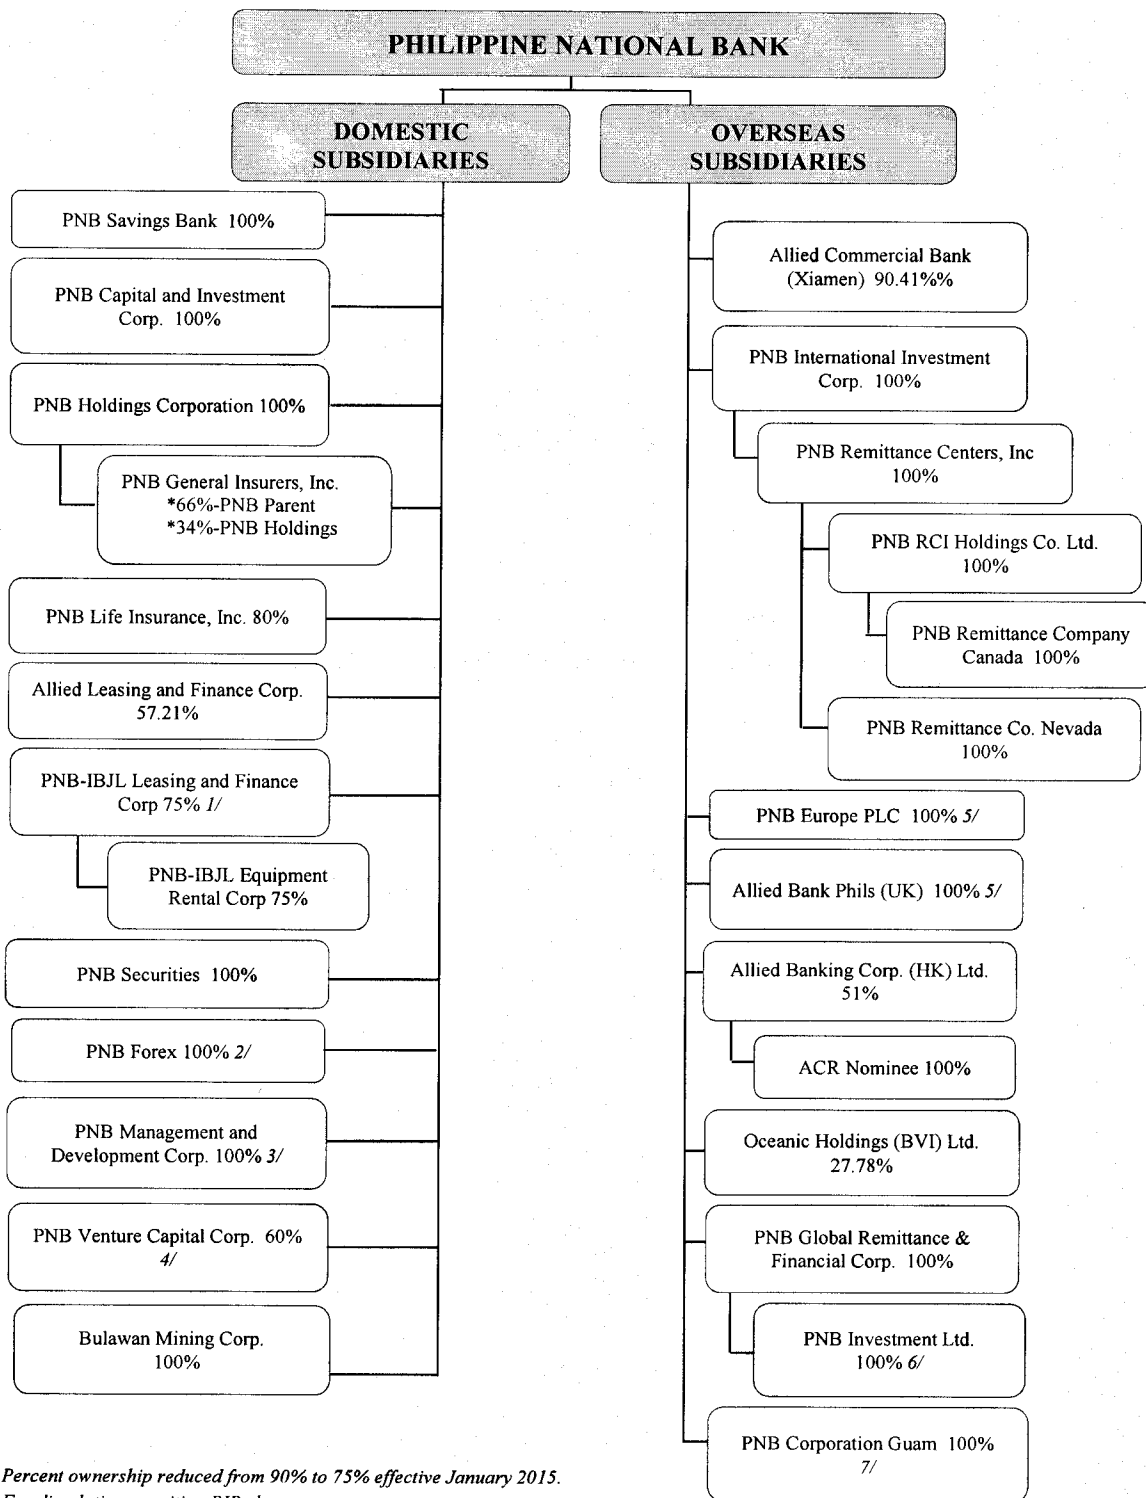 PHILIPPINE NATIONAL BANK
DOMESTIC
SUBSIDIARIES
PNB Savings Bank 100%
PNB Capital and Investment
Corp. 100%
PNB Holdings Corporation 100%
PNB General Insurers, Inc.
*66%-PNB Parent
*34%-PNB Holdings
PNB Life Insurance, Inc. 80%
Allied Leasing and Finance Corp.
57.21%
PNB-IBJL Leasing and Finance
Corp 75% 1/
PNB-IBJL Equipment
Rental Corp 75%
PNB Securities 100%
PNB Forex 100% 2/
PNB Management and
Development Corp. 100% 3/
PNB Venture Capital Corp. 60%
4/
Bulawan Mining Corp.
100%
OVERSEAS
SUBSIDIARIES
Allied Commercial Bank
(Xiamen) 90.41%%
PNB International Investment
Corp. 100%
PNB Remittance Centers, Inc
100%
PNB RCI Holdings Co. Ltd.
100%
PNB Remittance Company
Canada 100%
PNB Remittance Co. Nevada
100%
PNB Europe PLC 100% 5/
Allied Bank Phils (UK) 100% 5/
Allied Banking Corp. (HK) Ltd.
51%
ACR Nominee 100%
Oceanic Holdings (BVI) Ltd.
27.78%
PNB Global Remittance &
Financial Corp. 100%
PNB Investment Ltd.
100% 6/
PNB Corporation Guam 100%
7/
Percent ownership reduced from 90% to 75% effective January 2015.